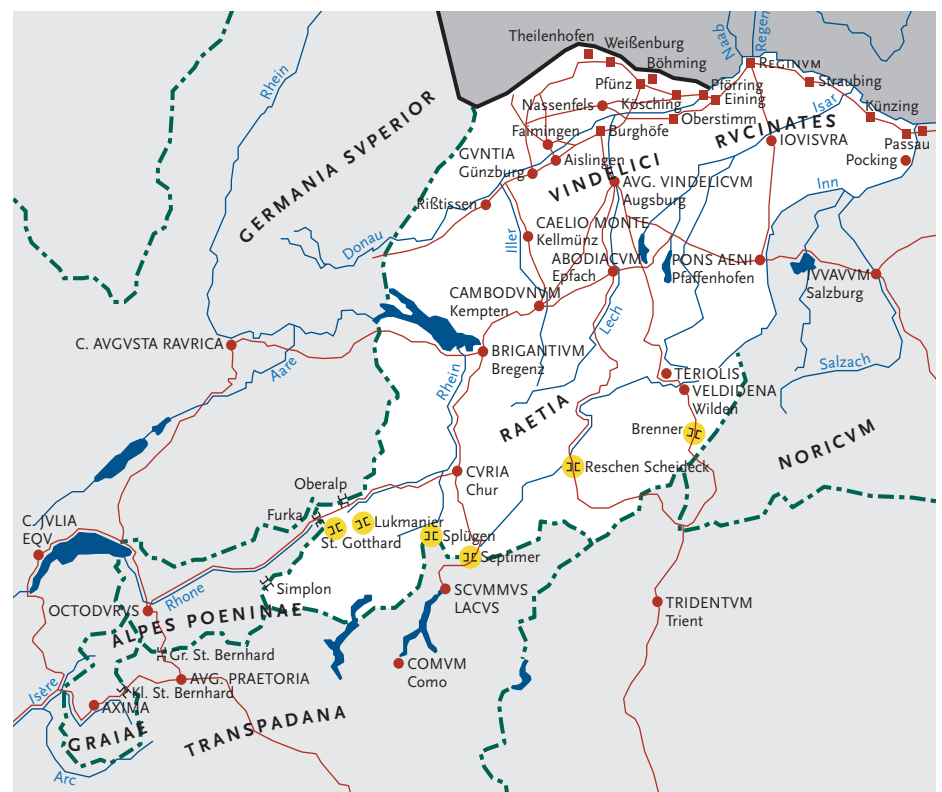 Theilenhofen
Weißenburg
Böhming
Naab
Regen
Rhein
Pfünz
Pförring
REGINVM
Straubing
Nassenfels
Kösching
Eining
Isar
Künzing
Oberstimm
Faimingen
Burghöfe
RVCINATES
Passau
GERMANIA SVPERIOR
GVNTIA
Günzburg
Aislingen
VINDELICI
IOVISVRA
Pocking
Rißtissen
AVG. VINDELICVM
Augsburg
Inn
Donau
Iller
CAELIO MONTE
Kellmünz
ABODIACVM
Epfach
PONS AENI
Pfaffenhofen
IVVAVVM
Salzburg
CAMBODVNVM
Kempten
Lech
C. AVGVSTA RAVRICA
BRIGANTIVM
Bregenz
Aare
Rhein
Salzach
TERIOLIS
VELDIDENA
Wilden
RAETIA
Brenner
NORICVM
CVRIA
Chur
Reschen Scheideck
Oberalp
Furka
Lukmanier
St. Gotthard
Splügen
Septimer
C. JVLIA
EQV.
Simplon
SCVMMVS
LACVS
Rhone
OCTODVRVS
ALPES POENINAE
TRIDENTVM
Trient
Gr. St. Bernhard
COMVM
Como
AVG. PRAETORIA
Isère
Kl. St. Bernhard
AXIMA
GRAIAE
TRANSPADANA
Arc